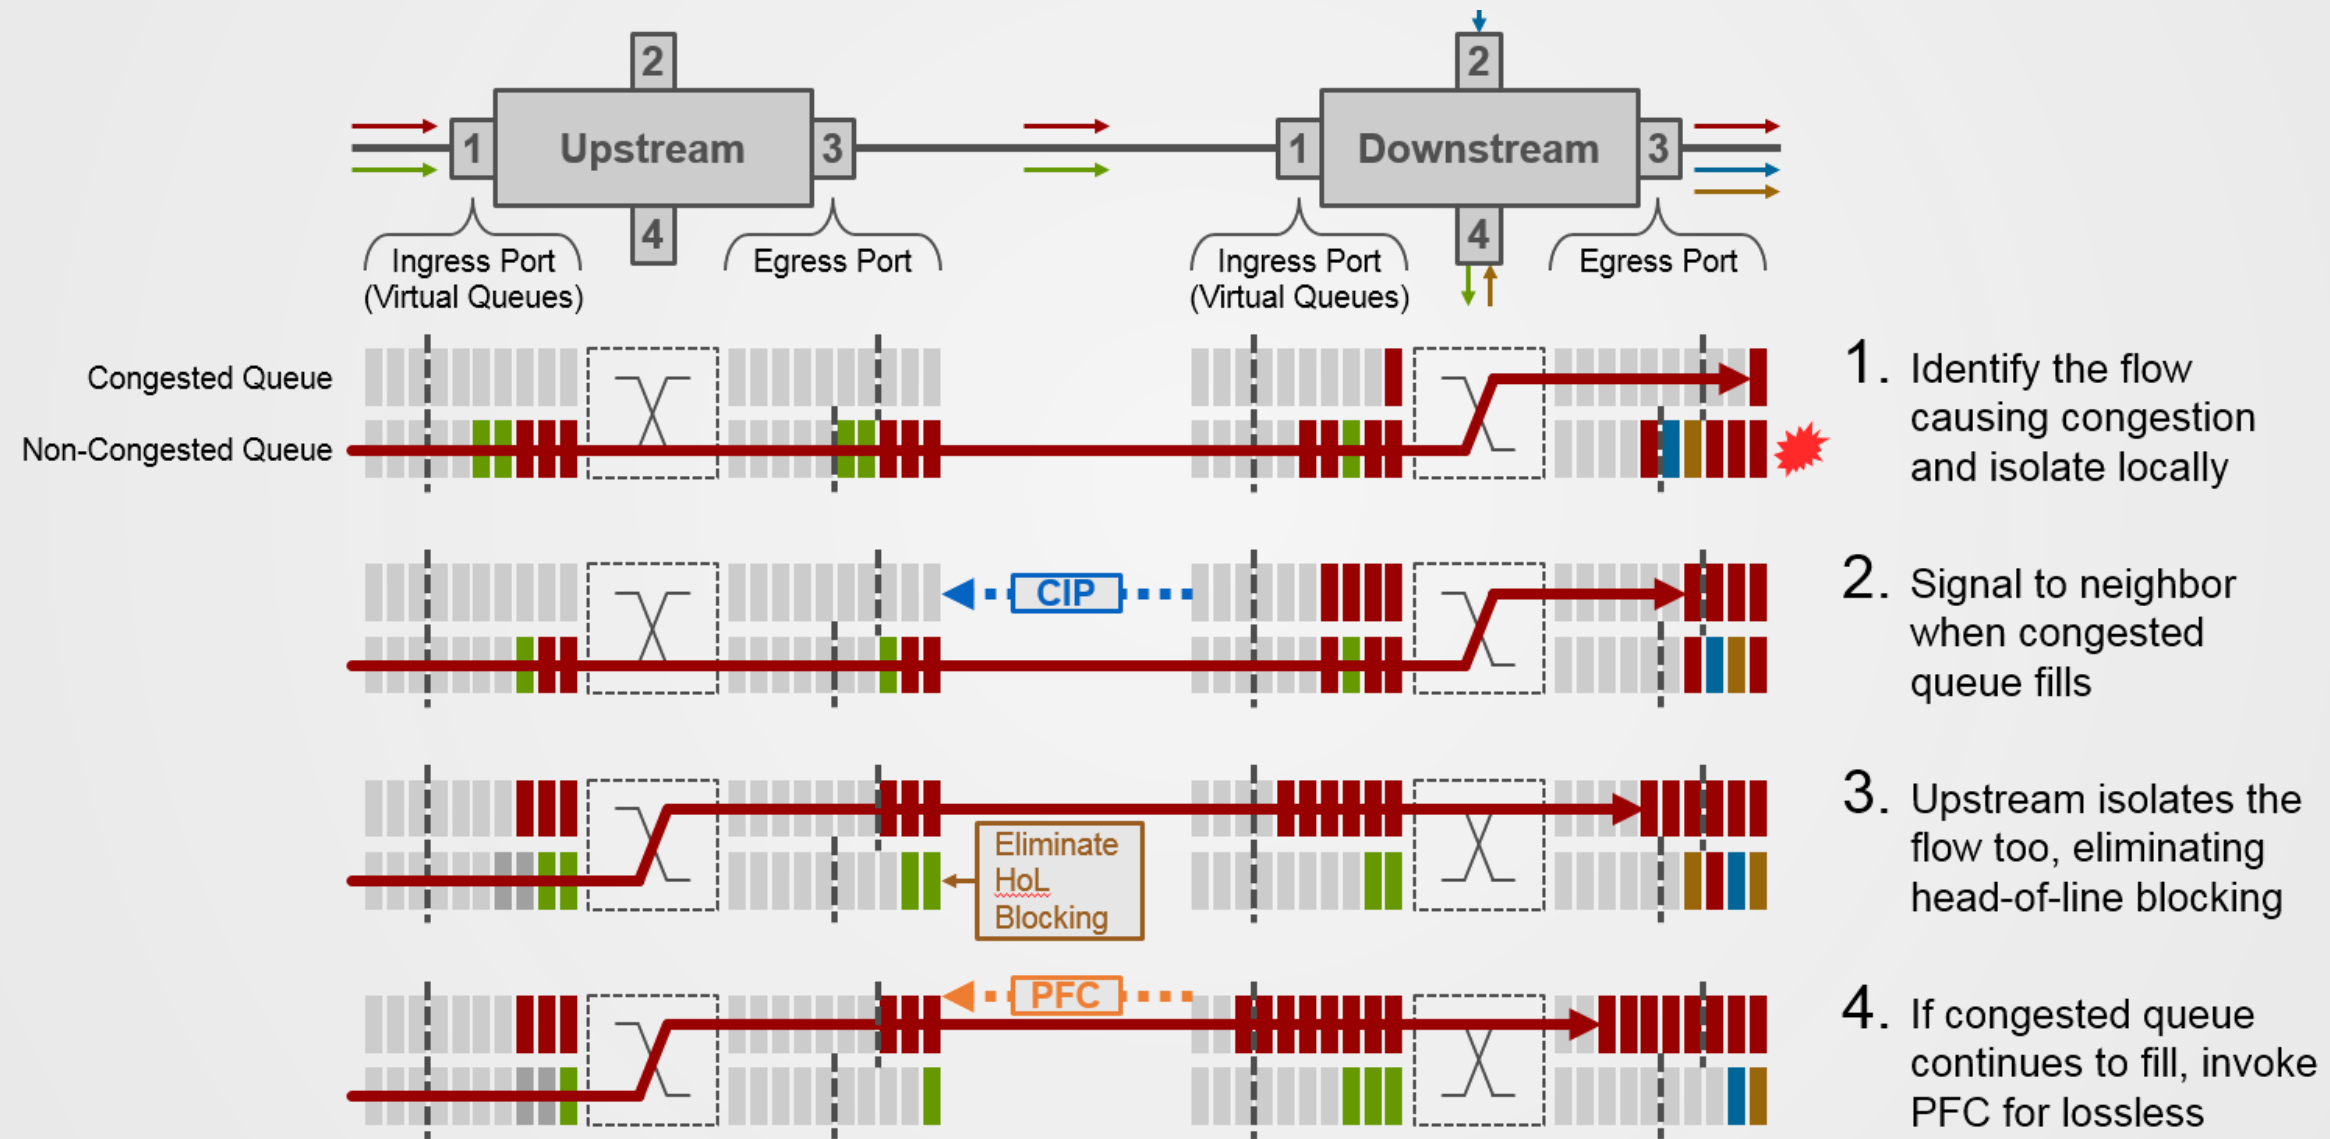 2
2
1
Upstream
3
1
Downstream
3
4
4
Ingress Port
(Virtual Queues)
Egress Port
Ingress Port
(Virtual Queues)
Egress Port
Congested Queue
Non-Congested Queue
1. Identify the flow
causing congestion
and isolate locally
CIP
2. Signal to neighbor
when congested
queue fills
Eliminate
HoL
Blocking
3. Upstream isolates the
flow too, eliminating
head-of-line blocking
PFC
4. If congested queue
continues to fill, invoke
PFC for lossless